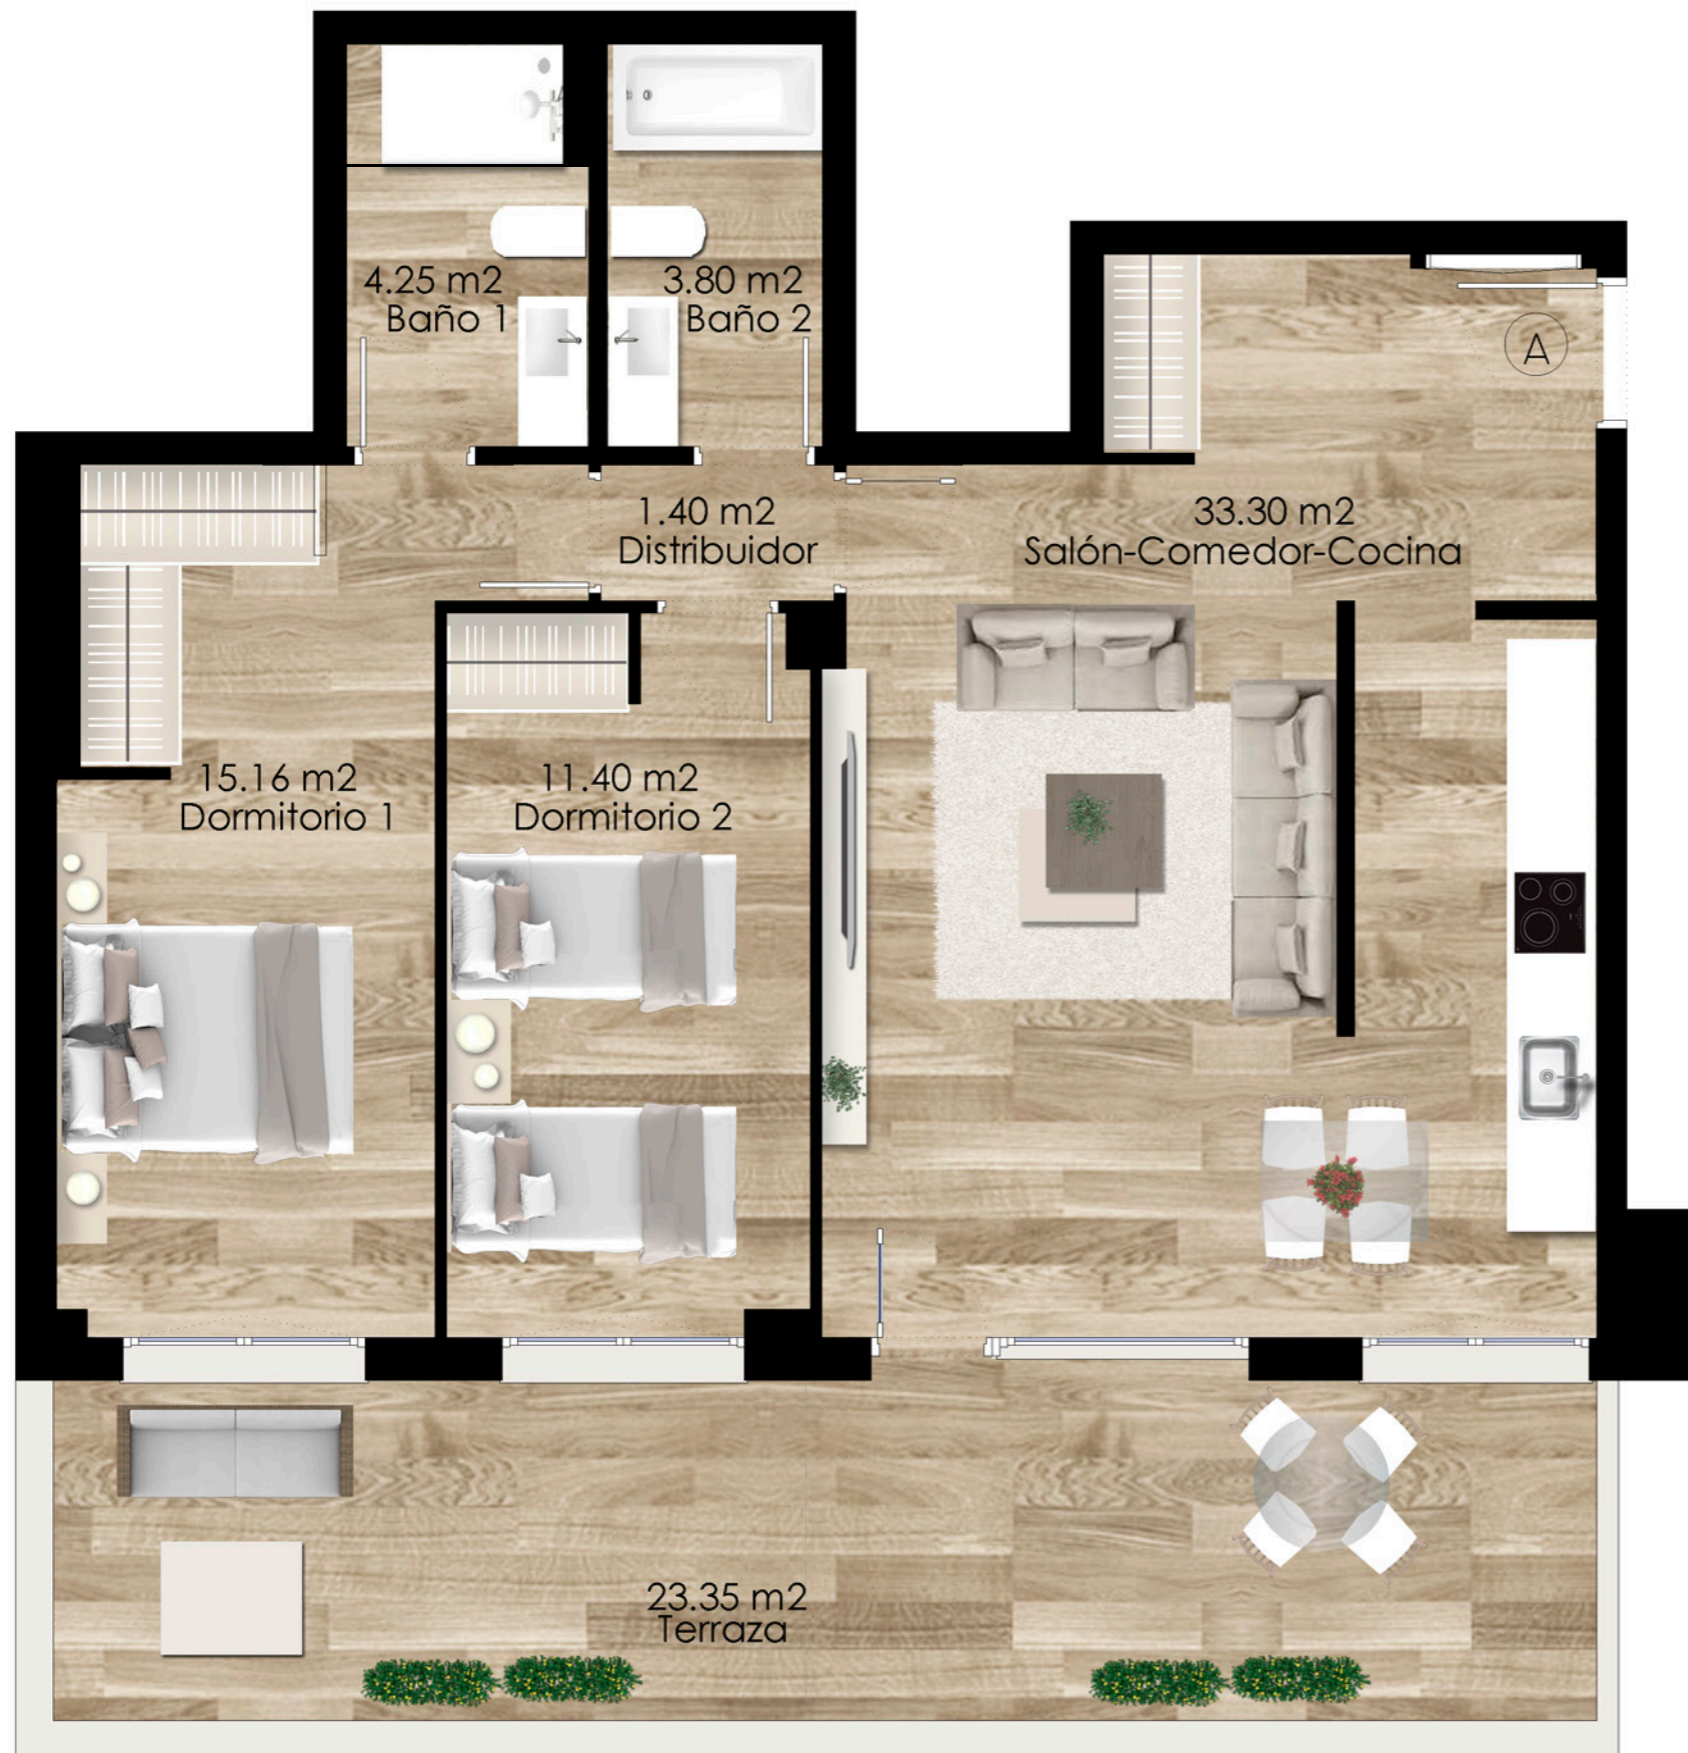 4.25 m2
Baño 1
3.80 m2
Baño 2
A
1.40 m2
Distribuidor
33.30 m2
Salón-Comedor-Cocina
15.16 m2
Dormitorio 1
11.40 m2
Dormitorio 2
23.35 m2
Terraza